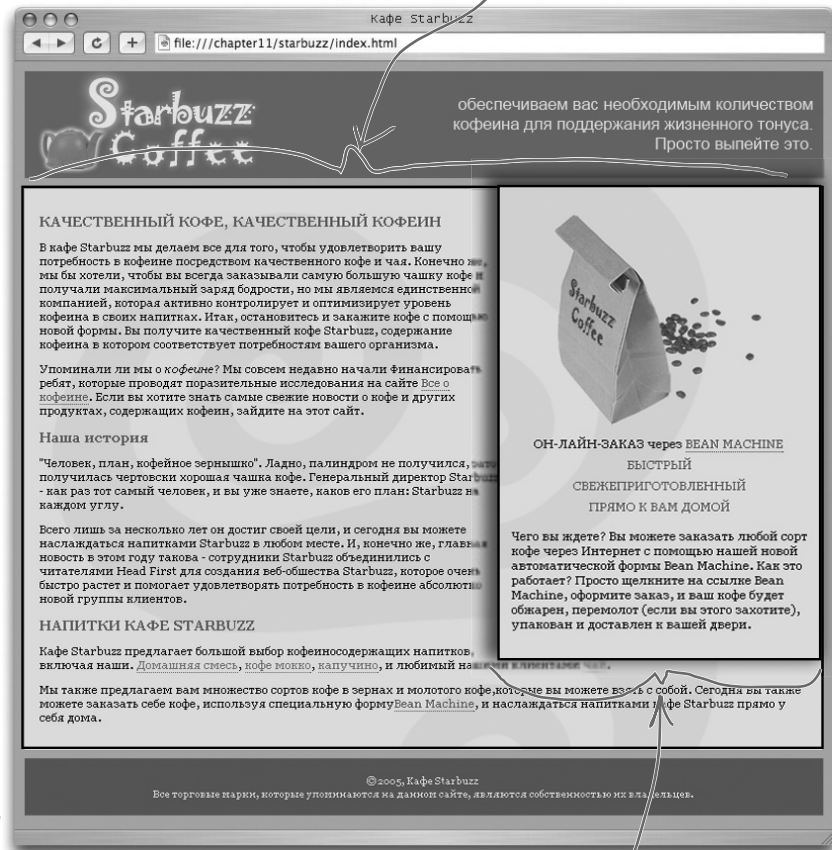 Кафе Starbuzz
file:///chapter11/starbuzz/index.html
Starbuzz
Coffee
обеспечиваем вас необходимым количеством
кофеина для поддержания жизненного тонуса.
Просто выпейте это.
КАЧЕСТВЕННЫЙ КОФЕ, КАЧЕСТВЕННЫЙ КОФЕИН
В кафе Starbuzz мы делаем все для того, чтобы удовлетворить вашу
потребность в кофеине посредством качественного кофе и чая. Конечно же,
мы бы хотели, чтобы вы всегда заказывали самую большую чашку кофе и
получали максимальный заряд бодрости, но мы являемся единственной
компанией, которая активно контролирует и оптимизирует уровень
кофеина в своих напитках. Итак, остановитесь и закажите кофе с помощью
новой формы. Вы получите качественный кофе Starbuzz, содержание
кофеина в котором соответствует потребностям вашего организма.
Упоминали ли мы о кофеине? Мы совсем недавно начали Финансировать
ребят, которые проводят поразительные исследования на сайте Все о
кофеине. Если вы хотите знать самые свежие новости о кофе и других
продуктах, содержащих кофеин, зайдите на этот сайт.
Наша история
"Человек, план, кофейное зернышко". Ладно, палиндром не получился, зато
получилась чертовски хорошая чашка кофе. Генеральный директор Starbuzz
- как раз тот самый человек, и вы уже знаете, каков его план: Starbuzz на
каждом углу.
Всего лишь за несколько лет он достиг своей цели, и сегодня вы можете
наслаждаться напитками Starbuzz в любом месте. И, конечно же, главная
новость в этом году такова - сотрудники Starbuzz объединились с
читателями Head First для создания веб-общества Starbuzz, которое очень
быстро растет и помогает удовлетворять потребность в кофеине абсолютно
новой группы клиентов.
НАПИТКИ КАФЕ STARBUZZ
Кафе Starbuzz предлагает большой выбор кофеиносодержащих напитков,
включая наши. Домашняя смесь, кофе мокко, капучино, и любимый нашими клиентами чай.
Мы также предлагаем вам множество сортов кофе в зернах и молотого кофе,которые вы можете взять с собой. Сегодня вы также
можете заказать себе кофе, используя специальную формуBean Machine, и наслаждаться напитками кафе Starbuzz прямо у
себя дома.
Starbuzz
Coffee
ОН-ЛАЙН-ЗАКАЗ через BEAN MACHINE
БЫСТРЫЙ
СВЕЖЕПРИГОТОВЛЕННЫЙ
ПРЯМО К ВАМ ДОМОЙ
Чего вы ждете? Вы можете заказать любой сорт
кофе через Интернет с помощью нашей новой
автоматической формы Bean Machine. Как это
работает? Просто щелкните на ссылке Bean
Machine, оформите заказ, и ваш кофе будет
обжарен, перемолот (если вы этого захотите),
упакован и доставлен к вашей двери.
©2005, Кафе Starbuzz
Все торговые марки, которые упоминаются на данном сайте, являются собственностью их владельцев.